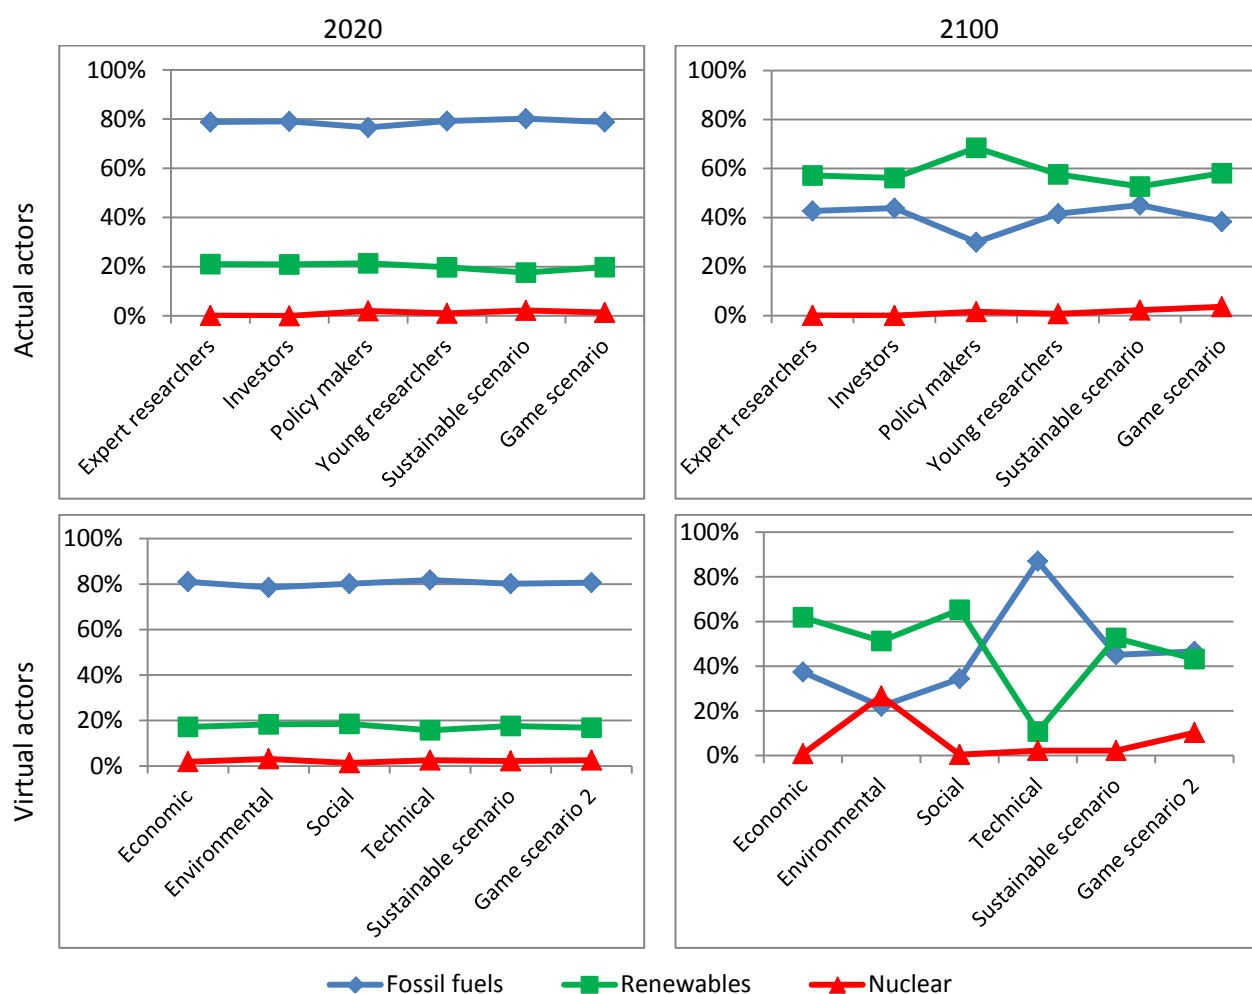 2020
2100
Actual actors
100%
80%
60%
40%
20%
0%
Expert researchers
Investors
Policy makers
Young researchers
Sustainable scenario
Game scenario
100%
80%
60%
40%
20%
0%
Expert researchers
Investors
Policy makers
Young researchers
Sustainable scenario
Game scenario
Virtual actors
100%
80%
60%
40%
20%
0%
Economic
Environmental
Social
Technical
Sustainable scenario
Game scenario 2
100%
80%
60%
40%
20%
0%
Economic
Environmental
Social
Technical
Sustainable scenario
Game scenario 2
Fossil fuels
Renewables
Nuclear